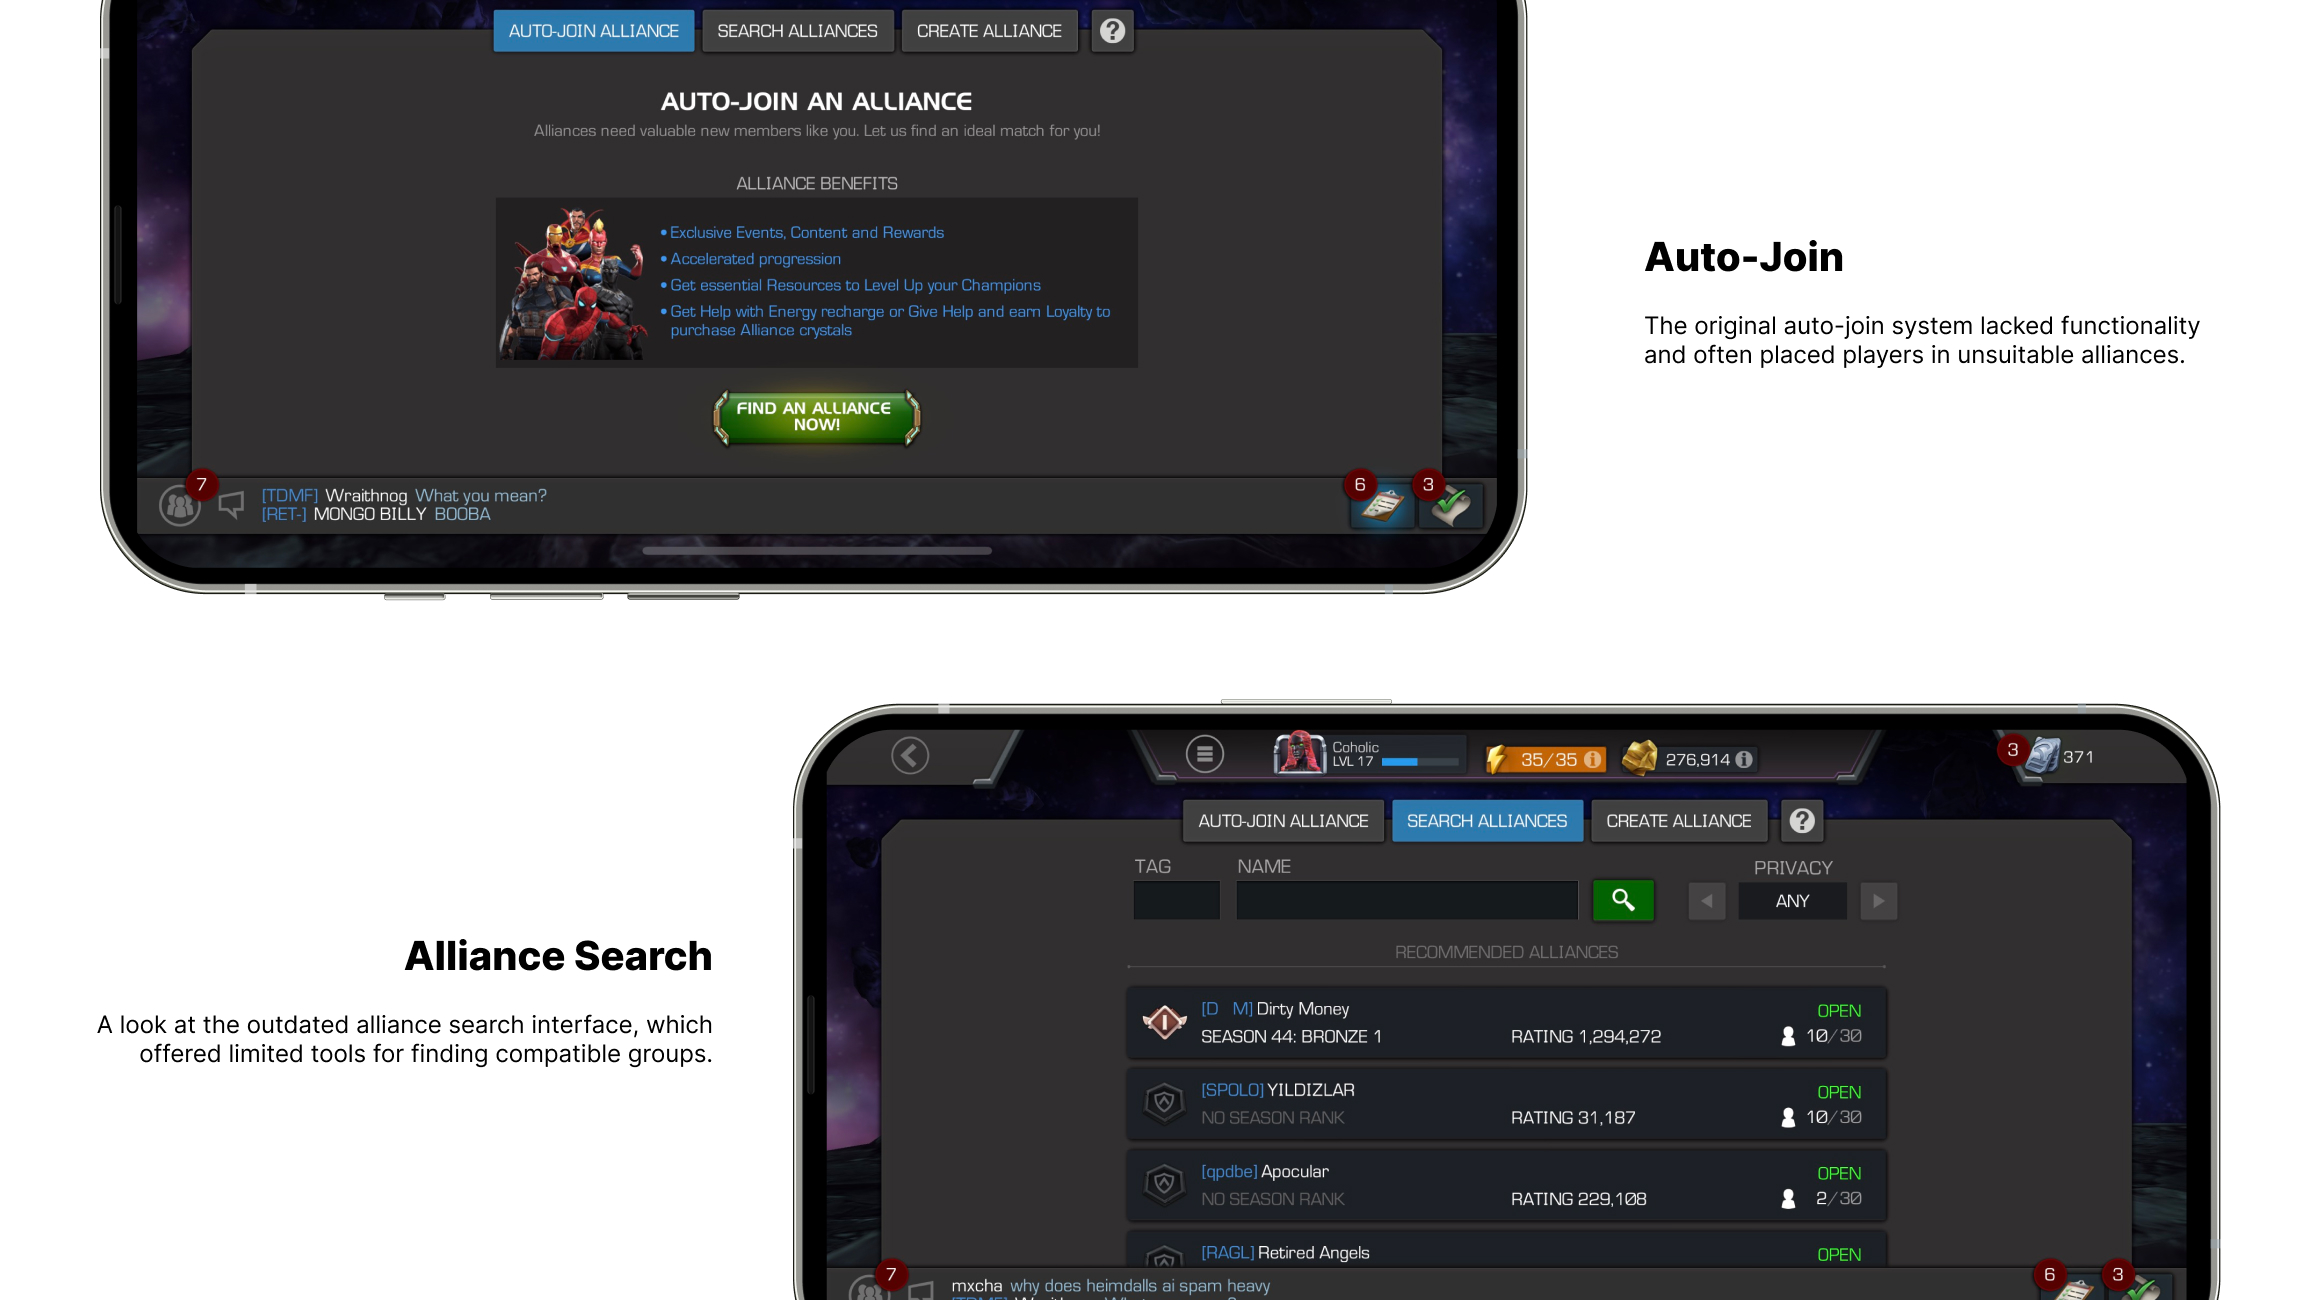 AUTO-JOIN ALLIANCE SEARCH ALLIANCES CREATE ALLIANCE ?
AUTO-JOIN AN ALLIANCE
Alliances need valuable new members like you. Let us find an ideal match for you!
ALLIANCE BENEFITS
• Exclusive Events, Content and Rewards
• Accelerated progression
• Get essential Resources to Level Up your Champions
• Get Help with Energy recharge or Give Help and earn Loyalty to
purchase Alliance crystals
FIND AN ALLIANCE
NOW!
7
[TDMF] Wraithnog What you mean?
[RET-] MONGO BILLY BOOBA
6 3
Auto-Join
The original auto-join system lacked functionality
and often placed players in unsuitable alliances.
Alliance Search
A look at the outdated alliance search interface, which
offered limited tools for finding compatible groups.
Coholic
LVL 17
35/35 i
276,914 i
3
371
AUTO-JOIN ALLIANCE SEARCH ALLIANCES CREATE ALLIANCE ?
TAG NAME PRIVACY
ANY
RECOMMENDED ALLIANCES
[D M] Dirty Money OPEN
SEASON 44: BRONZE 1 RATING 1,294,272 10/30
[SPOLO] YILDIZLAR OPEN
NO SEASON RANK RATING 31,187 10/30
[qpdbe] Apocular OPEN
NO SEASON RANK RATING 229,108 2/30
[RAGL] Retired Angels OPEN
7
mxcha why does heimdalls ai spam heavy
6 3